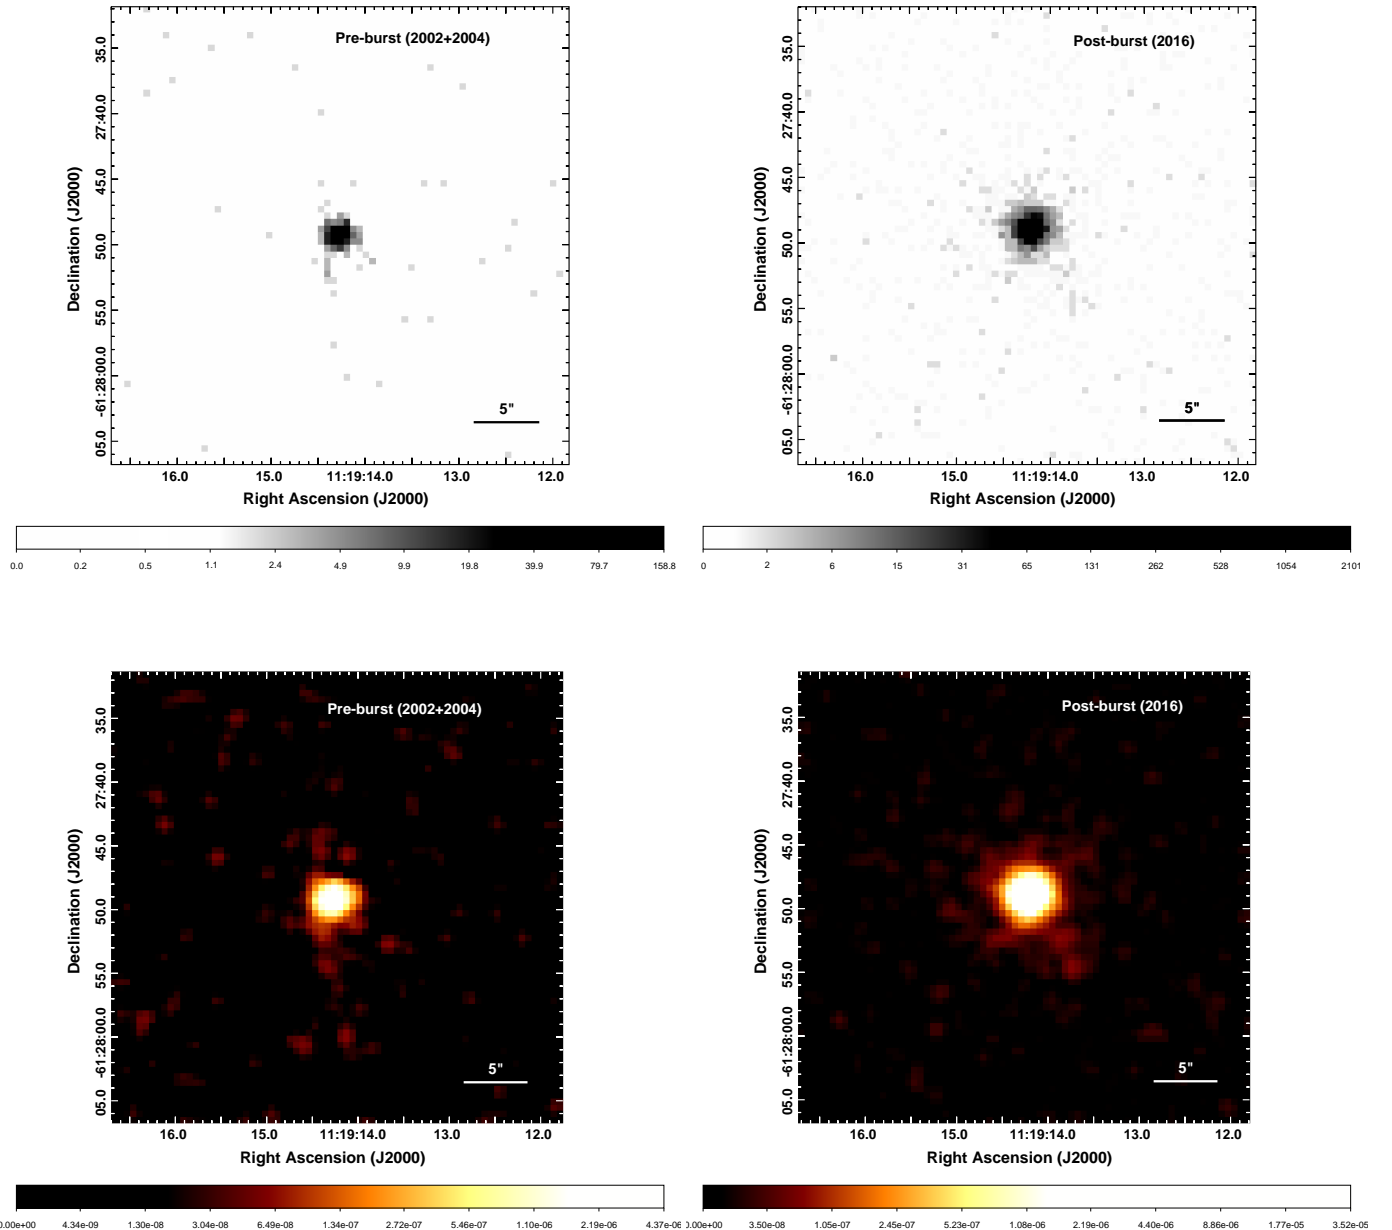 Pre-burst (2002+2004)
35.0
27:40.0
45.0
50.0
55.0
-61:28:00.0
05.0
Declination (J2000)
5"
16.0 15.0 11:19:14.0 13.0 12.0
Right Ascension (J2000)
0.0 0.2 0.5 1.1 2.4 4.9 9.9 19.8 39.9 79.7 158.8
Post-burst (2016)
35.0
27:40.0
45.0
50.0
55.0
-61:28:00.0
05.0
Declination (J2000)
5"
16.0 15.0 11:19:14.0 13.0 12.0
Right Ascension (J2000)
0 2 6 15 31 65 131 262 528 1054 2101
Pre-burst (2002+2004)
35.0
27:40.0
45.0
50.0
55.0
-61:28:00.0
05.0
Declination (J2000)
5"
16.0 15.0 11:19:14.0 13.0 12.0
Right Ascension (J2000)
0.00e+00 4.34e-09 1.30e-08 3.04e-08 6.49e-08 1.34e-07 2.72e-07 5.46e-07 1.10e-06 2.19e-06 4.37e-06
Post-burst (2016)
35.0
27:40.0
45.0
50.0
55.0
-61:28:00.0
05.0
Declination (J2000)
5"
16.0 15.0 11:19:14.0 13.0 12.0
Right Ascension (J2000)
0.00e+00 3.50e-08 1.05e-07 2.45e-07 5.23e-07 1.08e-06 2.19e-06 4.40e-06 8.86e-06 1.77e-05 3.52e-05